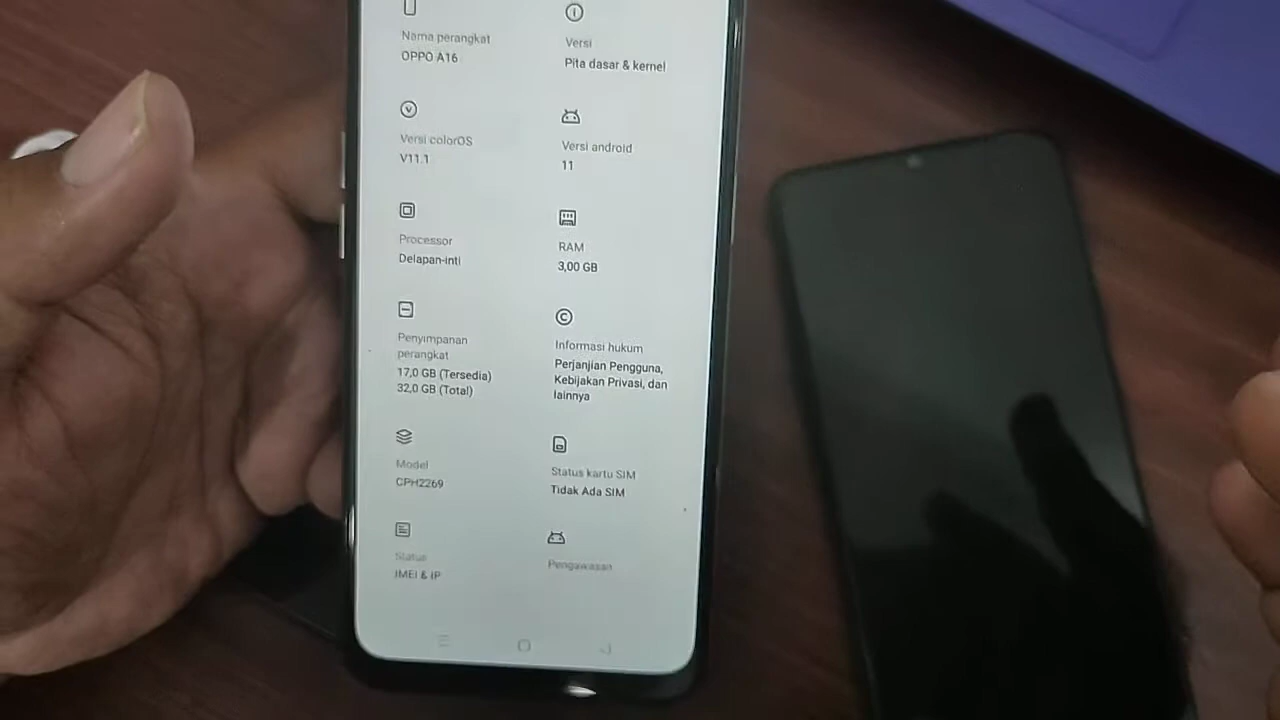 Nama perangkat
OPPO A16
Versi
Pita dasar & kernel
Versi colorOS
V11.1
Versi android
11
Processor
Delapan-inti
RAM
3,00 GB
Penyimpanan
perangkat
17,0 GB (Tersedia)
32,0 GB (Total)
Informasi hukum
Perjanjian Pengguna,
Kebijakan Privasi, dan
lainnya
Model
CPH2269
Status kartu SIM
Tidak Ada SIM
Status
IMEI & IP
Pengawasan